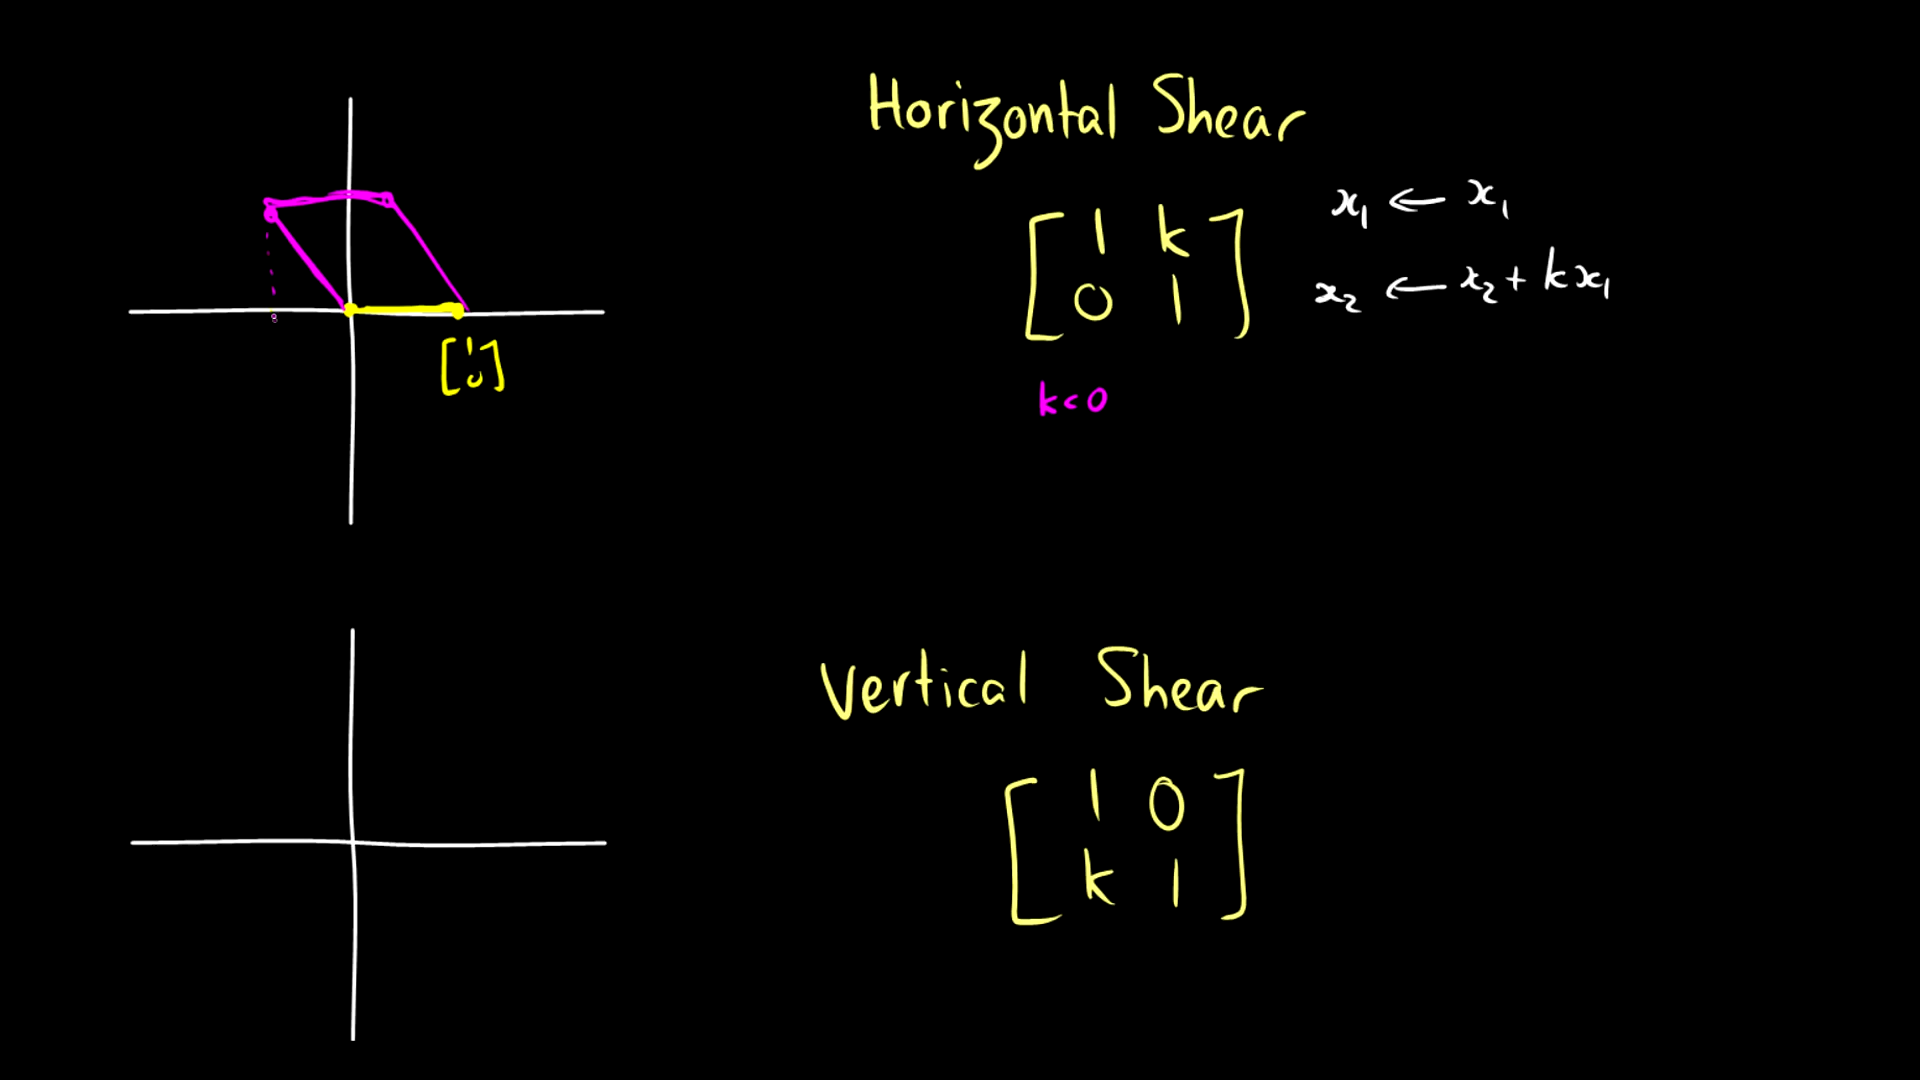 Horizontal Shear
[ 1 k
0 1 ]
x₁ ← x₁
x₂ ← x₂ + kx₁
k<0
[ 1
0 ]
Vertical Shear
[ 1 0
k 1 ]